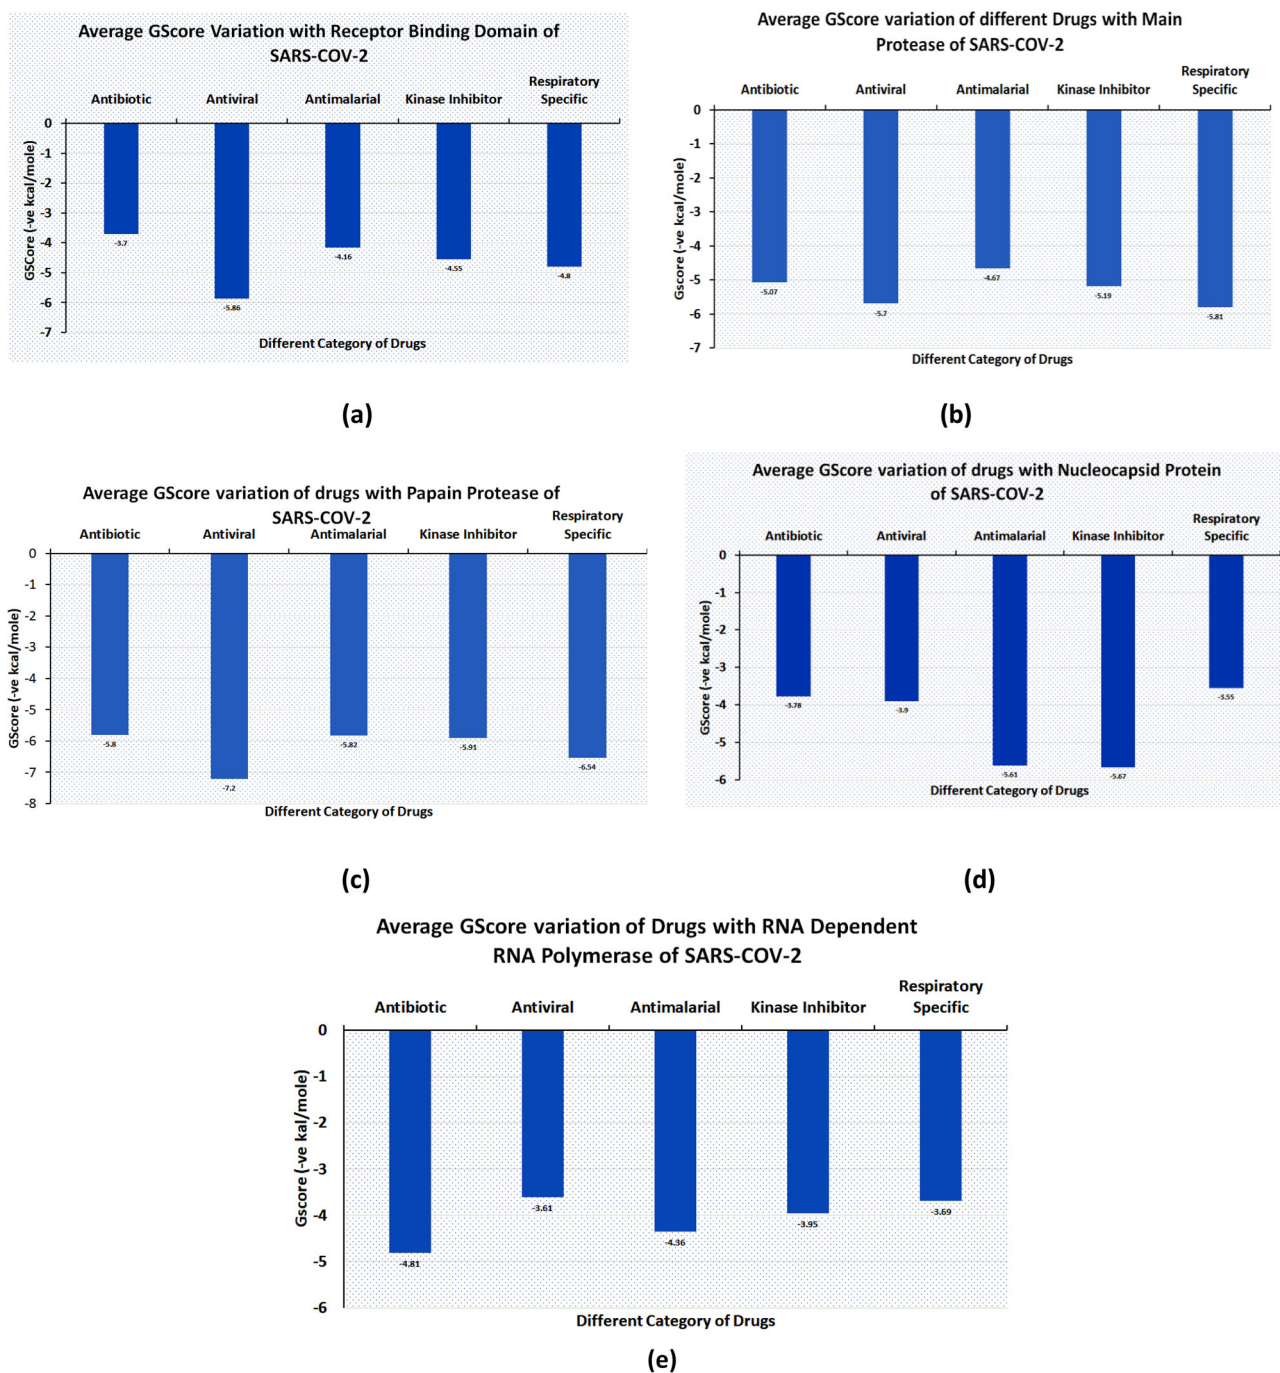 Average GScore Variation with Receptor Binding Domain of
SARS-COV-2
Antibiotic
Antiviral
Antimalarial
Kinase Inhibitor
Respiratory
Specific
0
-1
-2
-3
-4
-5
-6
-7
GSCore (-ve kcal/mole)
-3.7
-5.86
-4.16
-4.55
-4.8
Different Category of Drugs
(a)
Average GScore variation of different Drugs with Main
Protease of SARS-COV-2
Antibiotic
Antiviral
Antimalarial
Kinase Inhibitor
Respiratory
Specific
0
-1
-2
-3
-4
-5
-6
-7
Gscore (-ve kcal/mole)
-5.07
-5.7
-4.67
-5.19
-5.81
Different Category of Drugs
(b)
Average GScore variation of drugs with Papain Protease of
SARS-COV-2
Antibiotic
Antiviral
Antimalarial
Kinase Inhibitor
Respiratory
Specific
0
-1
-2
-3
-4
-5
-6
-7
-8
GScore (-ve kcal/mole)
-5.8
-7.2
-5.82
-5.91
-6.54
Different Category of Drugs
(c)
Average GScore variation of drugs with Nucleocapsid Protein
of SARS-COV-2
Antibiotic
Antiviral
Antimalarial
Kinase Inhibitor
Respiratory
Specific
0
-1
-2
-3
-4
-5
-6
GScore (-ve kcal/mole)
-3.78
-3.9
-5.61
-5.67
-3.55
Different Category of Drugs
(d)
Average GScore variation of Drugs with RNA Dependent
RNA Polymerase of SARS-COV-2
Antibiotic
Antiviral
Antimalarial
Kinase Inhibitor
Respiratory
Specific
0
-1
-2
-3
-4
-5
-6
Gscore (-ve kal/mole)
-4.81
-3.61
-4.36
-3.95
-3.69
Different Category of Drugs
(e)